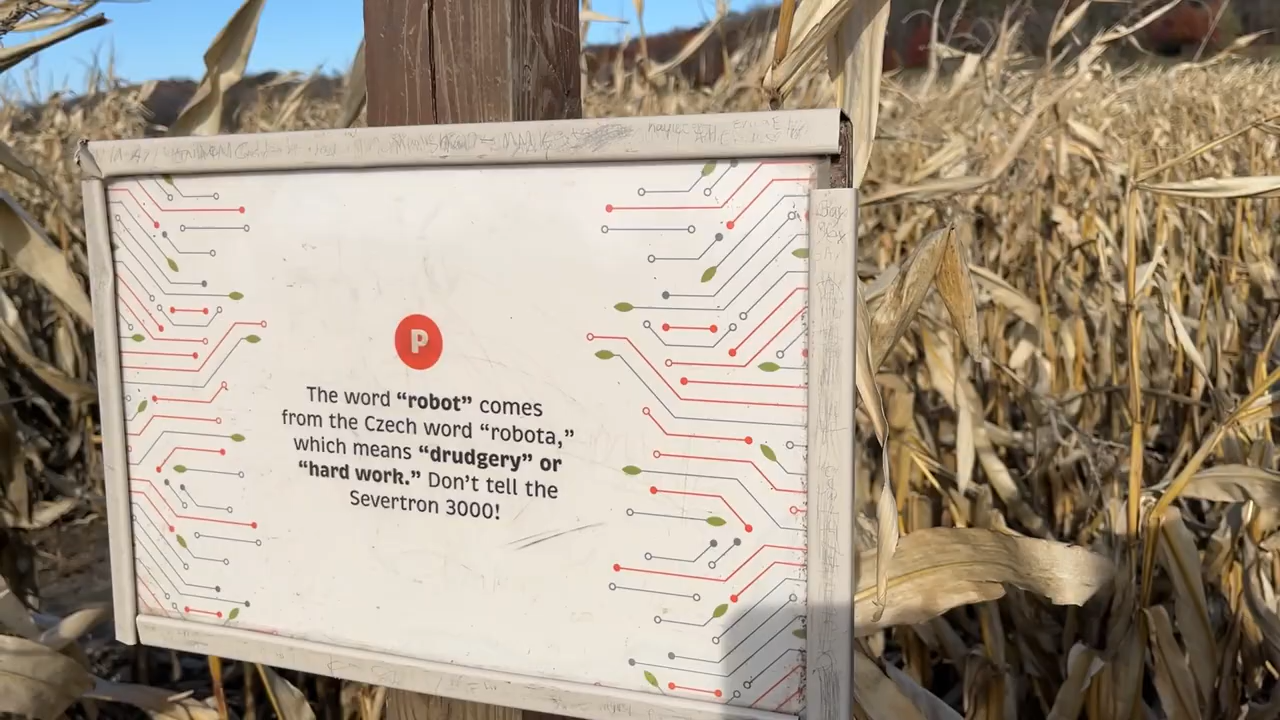 P
The word “robot” comes
from the Czech word “robota,”
which means “drudgery” or
“hard work.” Don’t tell the
Severtron 3000!